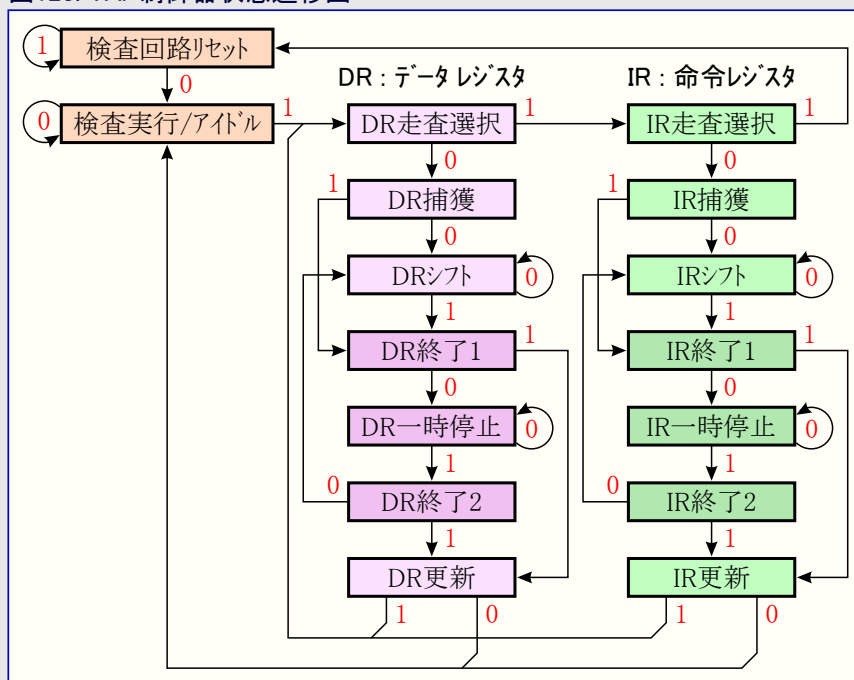 検査回路リセット
1
0
DR : データ レジスタ
IR : 命令レジスタ
検査実行/アイドル
0
1
DR走査選択
1
IR走査選択
1
0
0
1
DR捕獲
1
IR捕獲
0
0
DRシフト
0
IRシフト
0
1
1
DR終了1
1
IR終了1
1
0
0
DR一時停止
0
IR一時停止
0
1
1
0
DR終了2
0
IR終了2
1
1
DR更新
IR更新
1
0
1
0